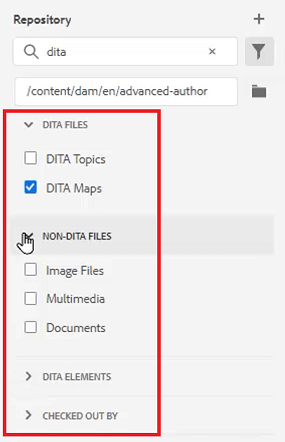 Repository
dita
/content/dam/en/advanced-author
DITA FILES
DITA Topics
DITA Maps
NON-DITA FILES
Image Files
Multimedia
Documents
DITA ELEMENTS
CHECKED OUT BY